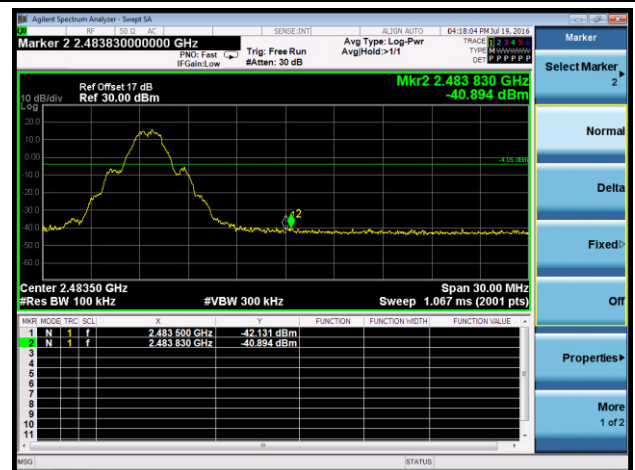 Agilent Spectrum Analyzer - Swept SA
RF 50 Ω AC SENSE:INT ALIGN AUTO 04:18:04 PM Jul 19, 2016
Marker 2 2.483830000000 GHz
PNO: Fast
IFGain:Low
Trig: Free Run
#Atten: 30 dB
Avg Type: Log-Pwr
Avg|Hold:>1/1
TRACE 1 2 3 4 5 6
TYPE MWWWWW
DET P P P P P P
Ref Offset 17 dB
Ref 30.00 dBm
10 dB/div
Log
Mkr2 2.483 830 GHz
-40.894 dBm
20.0
10.0
0.00
-10.0
-20.0
-30.0
-40.0
-50.0
-60.0
-4.05 dBm
2
Center 2.48350 GHz Span 30.00 MHz
#Res BW 100 kHz #VBW 300 kHz Sweep 1.067 ms (2001 pts)
MKR MODE TRC SCL X Y FUNCTION FUNCTION WIDTH FUNCTION VALUE
1 N 1 f 2.483 500 GHz -42.131 dBm
2 N 1 f 2.483 830 GHz -40.894 dBm
3
4
5
6
7
8
9
10
11
MSG STATUS
Marker
Select Marker
2
Normal
Delta
Fixed
Off
Properties
More
1 of 2